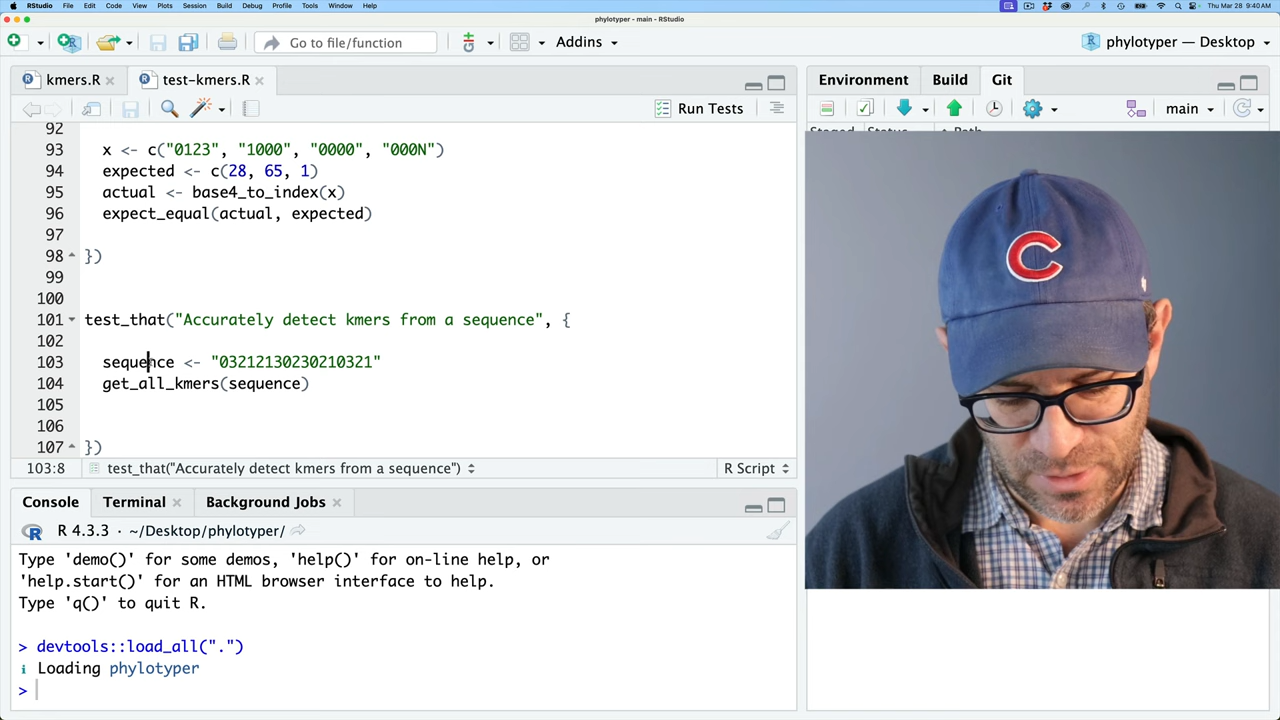 RStudio File Edit Code View Plots Session Build Debug Profile Tools Window Help
Thu Mar 28 9:40 AM
phylotyper - main - RStudio
Go to file/function
Addins
phylotyper — Desktop
kmers.R
test-kmers.R
Run Tests
92
93 x <- c("0123", "1000", "0000", "000N")
94 expected <- c(28, 65, 1)
95 actual <- base4_to_index(x)
96 expect_equal(actual, expected)
97
98 })
99
100
101 test_that("Accurately detect kmers from a sequence", {
102
103 sequence <- "03212130230210321"
104 get_all_kmers(sequence)
105
106
107 })
103:8 test_that("Accurately detect kmers from a sequence") R Script
Console Terminal Background Jobs
R 4.3.3 · ~/Desktop/phylotyper/
Type 'demo()' for some demos, 'help()' for on-line help, or
'help.start()' for an HTML browser interface to help.
Type 'q()' to quit R.
> devtools::load_all(".")
ℹ Loading phylotyper
>
Environment Build Git
main
Staged Status Path
C